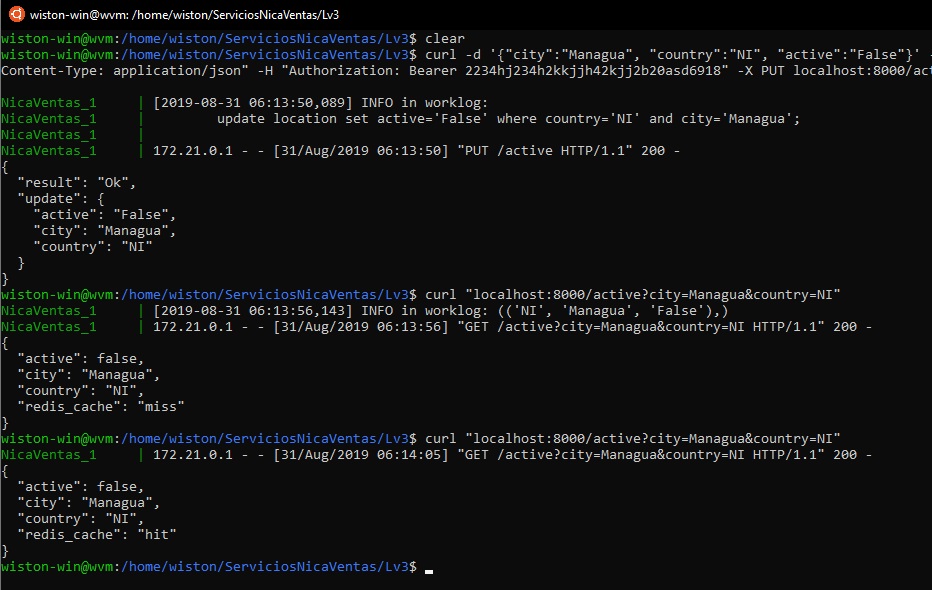 wiston-win@wvm: /home/wiston/ServiciosNicaVentas/Lv3
wiston-win@wvm:/home/wiston/ServiciosNicaVentas/Lv3$ clear
wiston-win@wvm:/home/wiston/ServiciosNicaVentas/Lv3$ curl -d '{"city":"Managua", "country":"NI", "active":"False"}' -
Content-Type: application/json" -H "Authorization: Bearer 2234hj234h2kkjjh42kjj2b20asd6918" -X PUT localhost:8000/act
NicaVentas_1     | [2019-08-31 06:13:50,089] INFO in worklog:
NicaVentas_1     |         update location set active='False' where country='NI' and city='Managua';
NicaVentas_1     |
NicaVentas_1     | 172.21.0.1 - - [31/Aug/2019 06:13:50] "PUT /active HTTP/1.1" 200 -
{
  "result": "Ok",
  "update": {
    "active": "False",
    "city": "Managua",
    "country": "NI"
  }
}
wiston-win@wvm:/home/wiston/ServiciosNicaVentas/Lv3$ curl "localhost:8000/active?city=Managua&country=NI"
NicaVentas_1     | [2019-08-31 06:13:56,143] INFO in worklog: (('NI', 'Managua', 'False'),)
NicaVentas_1     | 172.21.0.1 - - [31/Aug/2019 06:13:56] "GET /active?city=Managua&country=NI HTTP/1.1" 200 -
{
  "active": false,
  "city": "Managua",
  "country": "NI",
  "redis_cache": "miss"
}
wiston-win@wvm:/home/wiston/ServiciosNicaVentas/Lv3$ curl "localhost:8000/active?city=Managua&country=NI"
NicaVentas_1     | 172.21.0.1 - - [31/Aug/2019 06:14:05] "GET /active?city=Managua&country=NI HTTP/1.1" 200 -
{
  "active": false,
  "city": "Managua",
  "country": "NI",
  "redis_cache": "hit"
}
wiston-win@wvm:/home/wiston/ServiciosNicaVentas/Lv3$